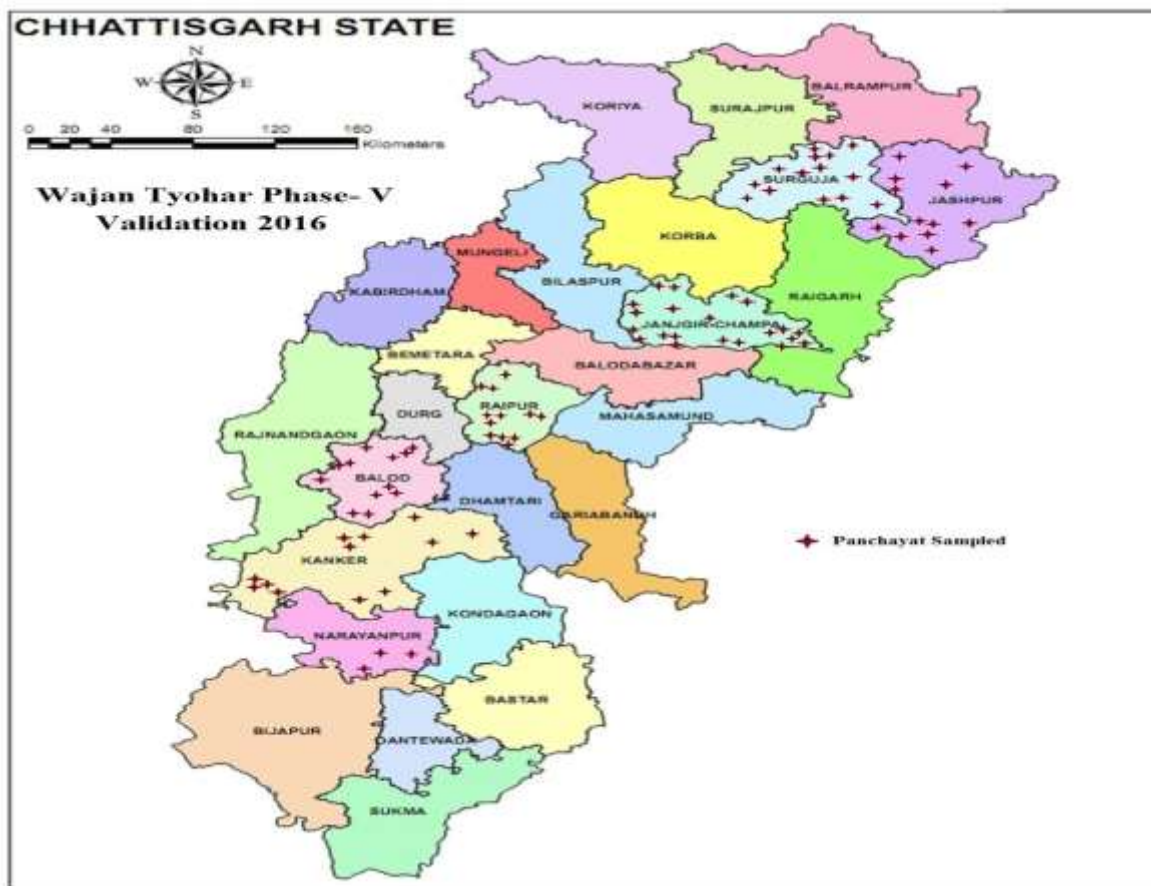 CHHATTISGARH STATE
N
W E
S
0 20 40 80 120 160
Kilometers
Wajan Tyohar Phase- V
Validation 2016
BALRAMPUR
KORIYA
SURAJPUR
SURGUJA
JASHPUR
KORBA
MUNGELI
BILASPUR
KABIRDHAM
RAIGARH
JANJGIR-CHAMPA
BEMETARA
BALODABAZAR
RAIPUR
DURG
MAHASAMUND
RAJNANDGAON
BALOD
DHAMTARI
GARIABANDH
Panchayat Sampled
KANKER
KONDAGAON
NARAYANPUR
BASTAR
BIJAPUR
DANTEWADA
SUKMA